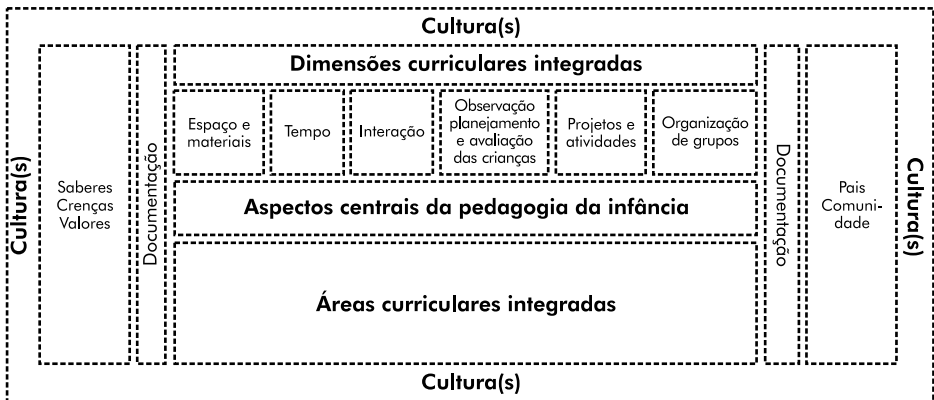 Cultura(s)
Cultura(s)
Saberes
Crenças
Valores
Documentação
Dimensões curriculares integradas
Espaço e
materiais
Tempo
Interação
Observação
planejamento
e avaliação
das crianças
Projetos e
atividades
Organização
de grupos
Aspectos centrais da pedagogia da infância
Áreas curriculares integradas
Documentação
Pais
Comuni-
dade
Cultura(s)
Cultura(s)